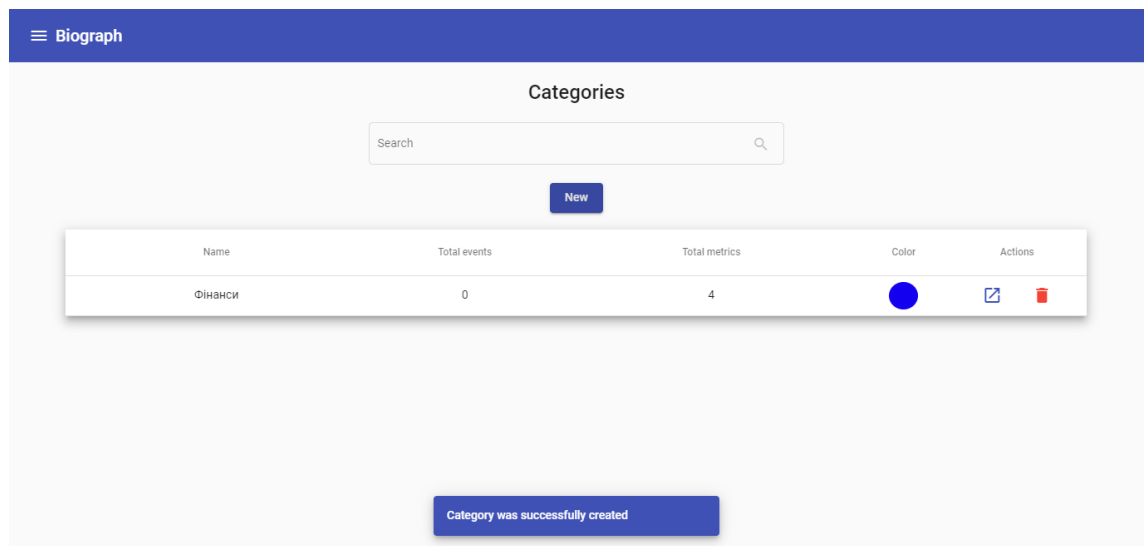 Biograph
Categories
Search
New
Name Total events Total metrics Color Actions
Фінанси 0 4
Category was successfully created